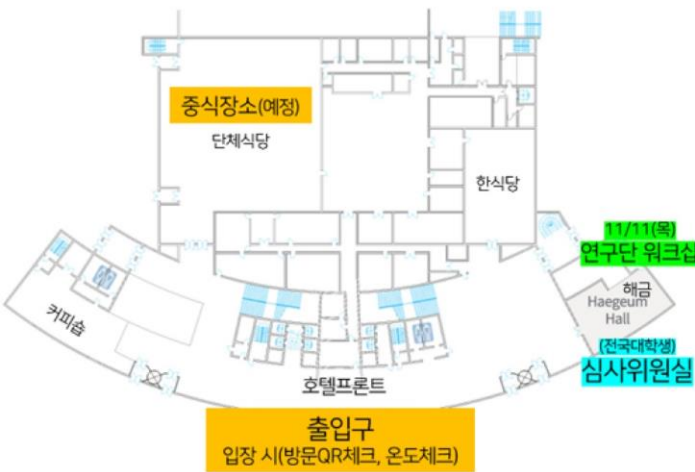 중식장소(예정)
단체식당
한식당
11/11(목)
연구단 워크십
해금
Haegeum
Hall
커피숍
(전국대학생)
심사위원실
호텔프론트
출입구
입장 시(방문QR체크, 온도체크)